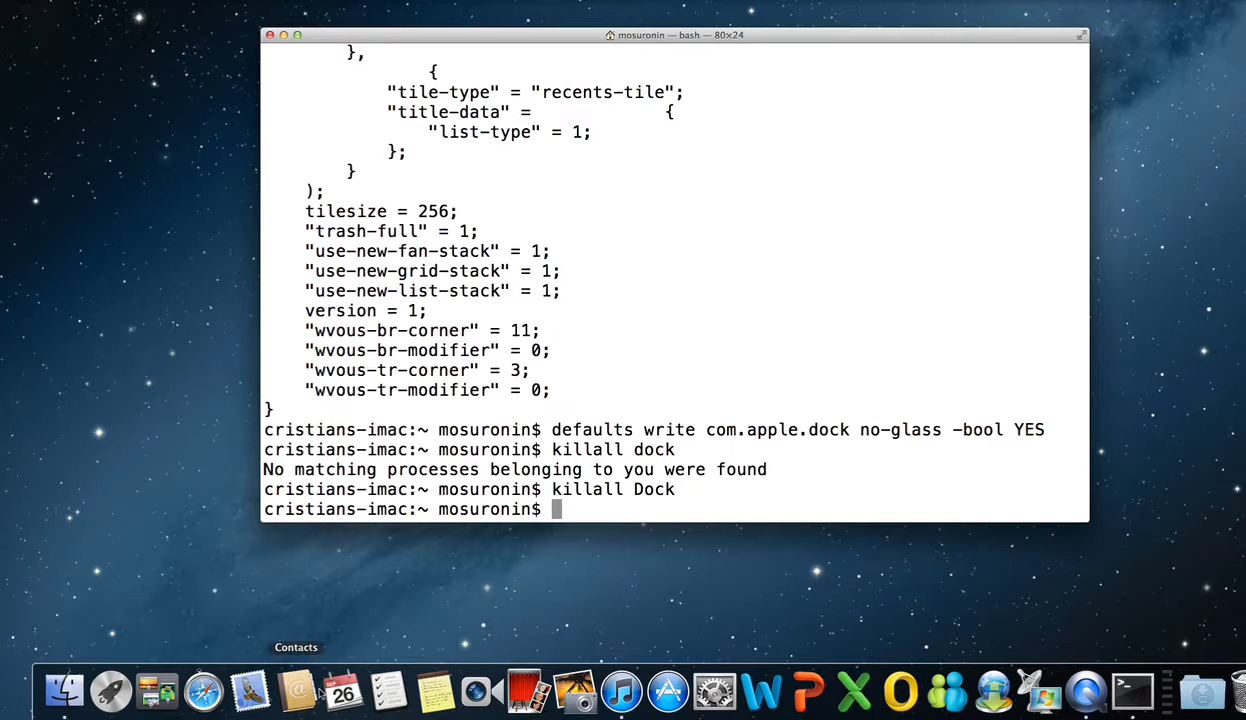 mosuronin — bash — 80×24
},
{
"tile-type" = "recents-tile";
"title-data" = {
"list-type" = 1;
};
}
);
tilesize = 256;
"trash-full" = 1;
"use-new-fan-stack" = 1;
"use-new-grid-stack" = 1;
"use-new-list-stack" = 1;
version = 1;
"wvous-br-corner" = 11;
"wvous-br-modifier" = 0;
"wvous-tr-corner" = 3;
"wvous-tr-modifier" = 0;
}
cristians-imac:~ mosuronin$ defaults write com.apple.dock no-glass -bool YES
cristians-imac:~ mosuronin$ killall dock
No matching processes belonging to you were found
cristians-imac:~ mosuronin$ killall Dock
cristians-imac:~ mosuronin$
Contacts
SEP
26